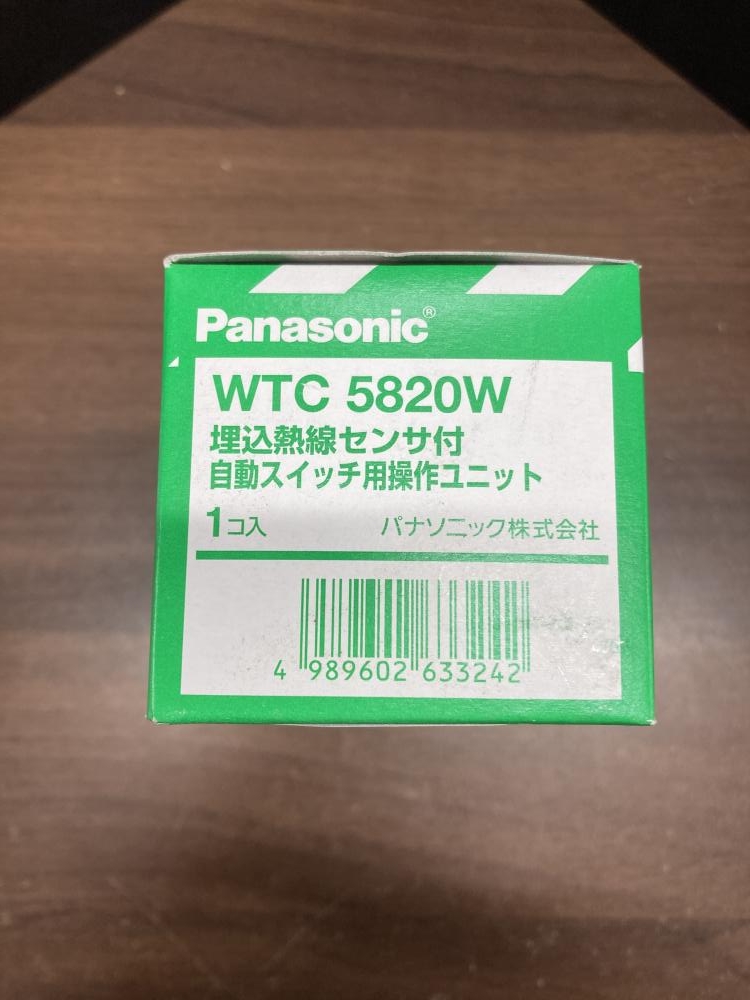 Panasonic®
WTC 5820W
埋込熱線センサ付
自動スイッチ用操作ユニット
1コ入 パナソニック株式会社
4 989602 633242